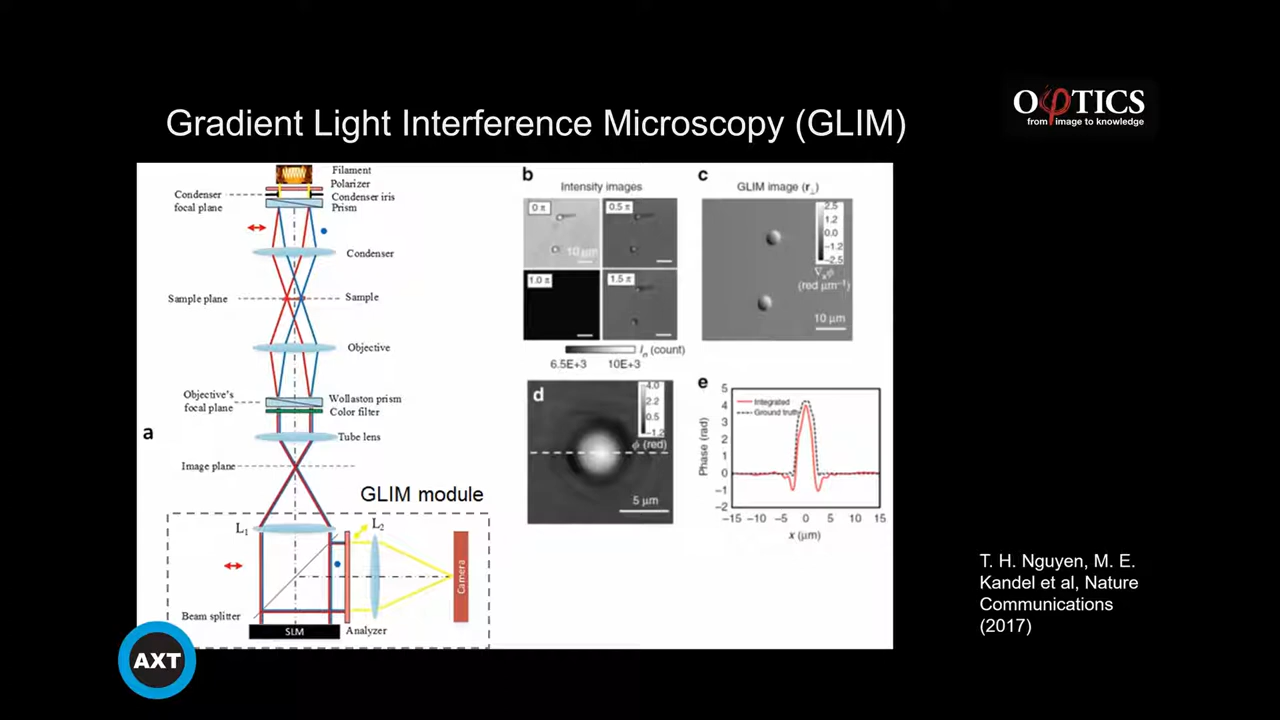 OφTICS
from image to knowledge
Gradient Light Interference Microscopy (GLIM)
a
Filament
Polarizer
Condenser iris
Prism
Condenser
focal plane
Condenser
Sample plane
Sample
Objective
Objective's
focal plane
Wollaston prism
Color filter
Tube lens
Image plane
GLIM module
L1
L2
Camera
Beam splitter
SLM
Analyzer
b
Intensity images
0 π
0.5 π
10 μm
1.0 π
1.5 π
(count)
6.5E+3 10E+3
c
GLIM image (r⊥)
2.5
1.2
0.0
−1.2
−2.5
∇xϕ
(red μm⁻¹)
10 μm
d
4.0
2.2
0.5
−1.2
ϕ (red)
5 μm
e
Integrated
Ground truth
Phase (rad)
5
4
3
2
1
0
−1
−2
−15 −10 −5 0 5 10 15
x (μm)
T. H. Nguyen, M. E.
Kandel et al, Nature
Communications
(2017)
AXT